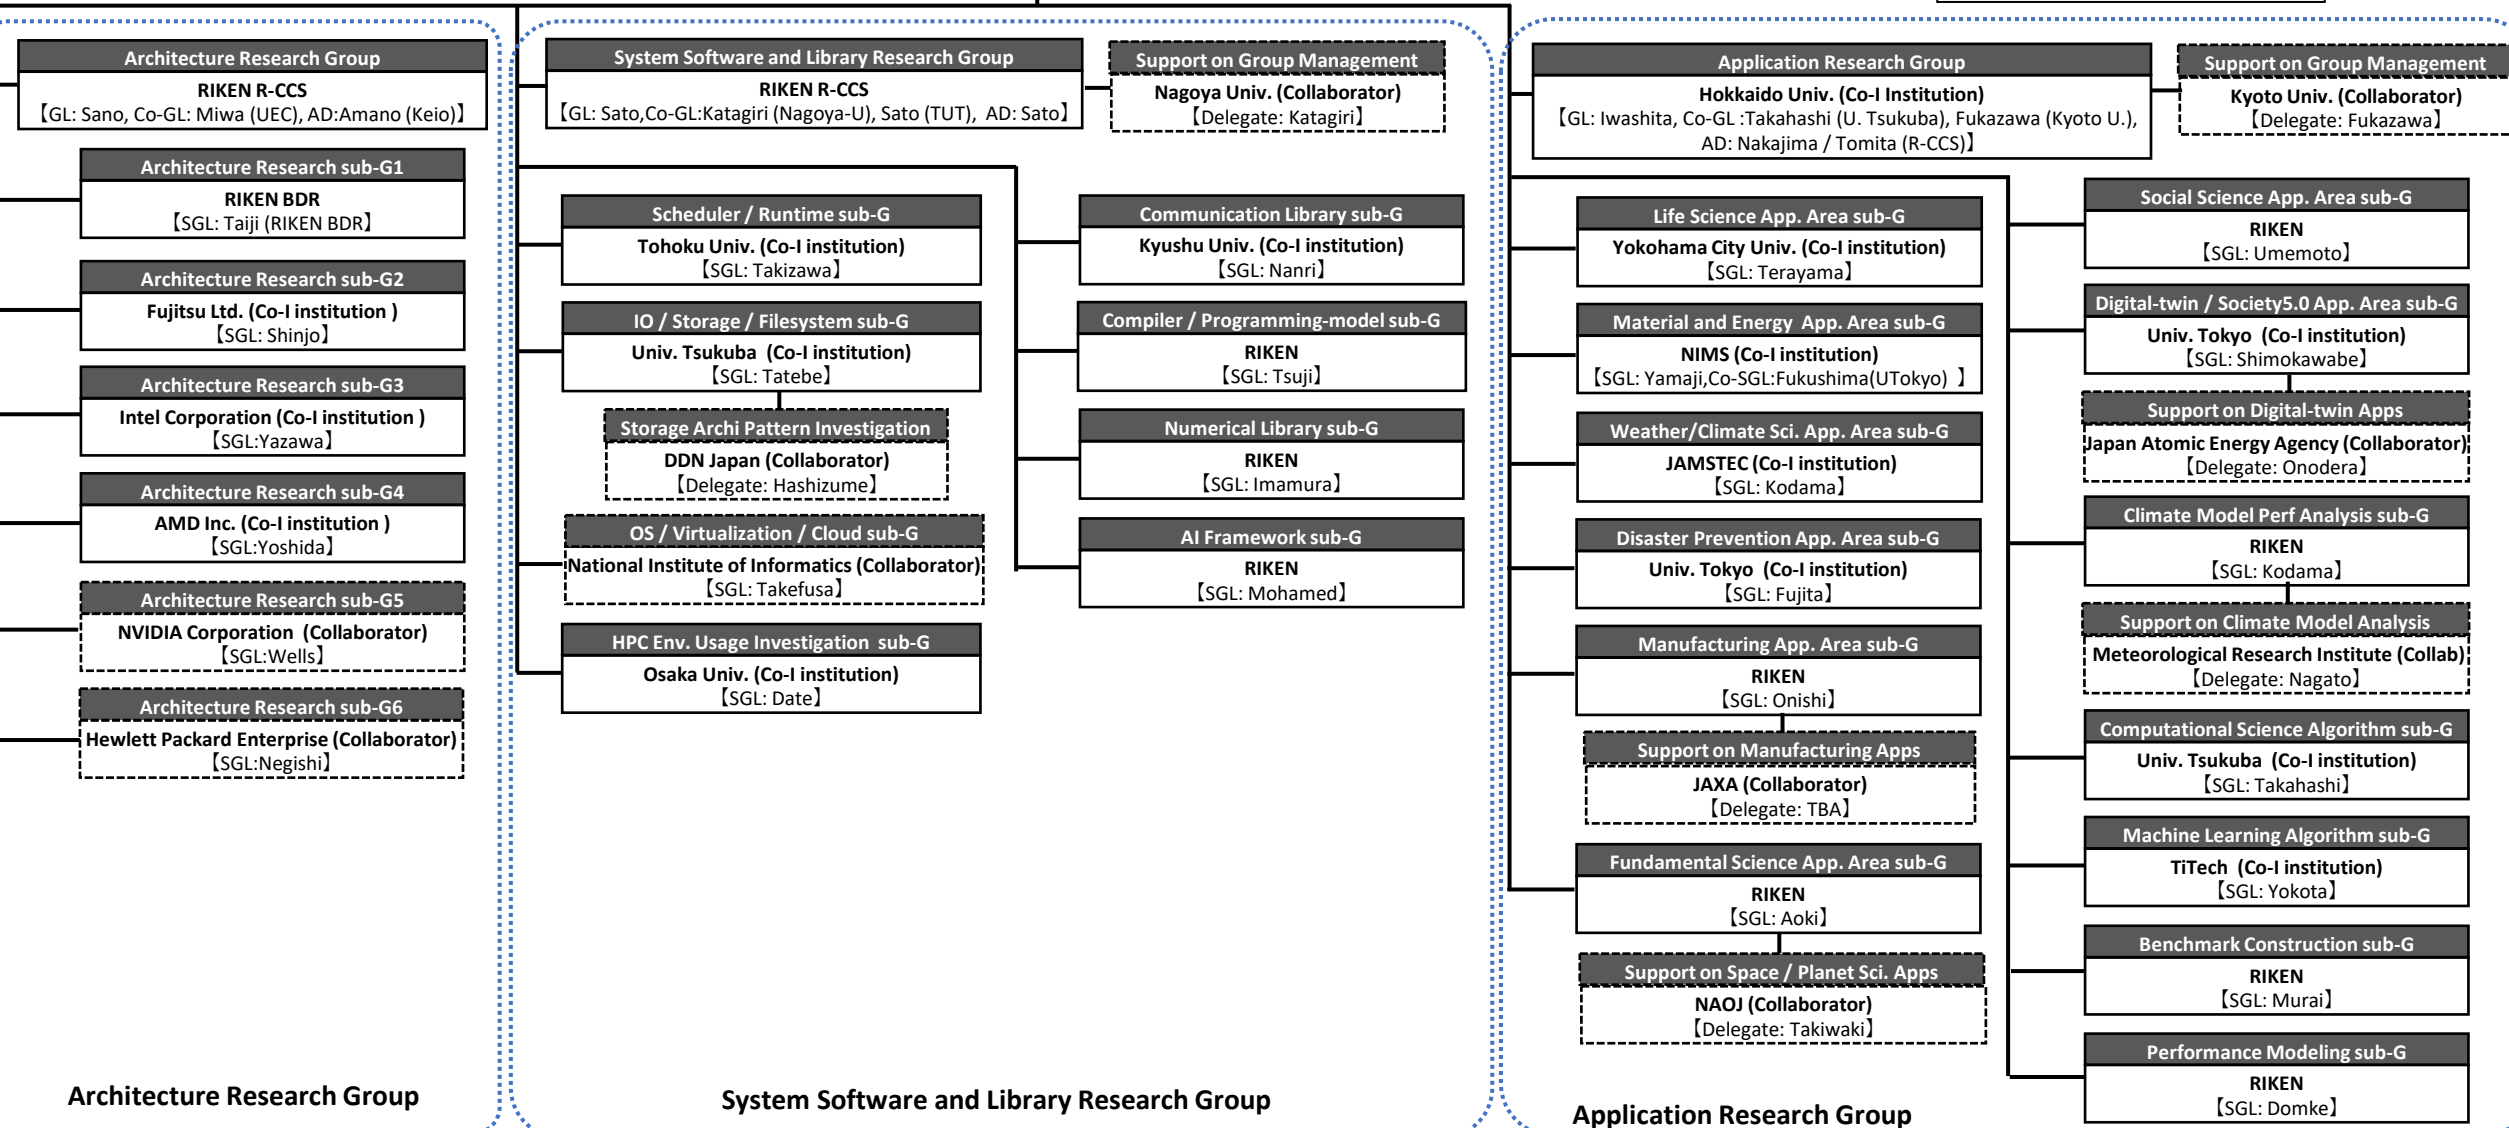 Architecture Research Group
RIKEN R-CCS
【GL: Sano, Co-GL: Miwa (UEC), AD:Amano (Keio)】
Architecture Research sub-G1
RIKEN BDR
【SGL: Taiji (RIKEN BDR】
Architecture Research sub-G2
Fujitsu Ltd. (Co-I institution )
【SGL: Shinjo】
Architecture Research sub-G3
Intel Corporation (Co-I institution )
【SGL:Yazawa】
Architecture Research sub-G4
AMD Inc. (Co-I institution )
【SGL:Yoshida】
Architecture Research sub-G5
NVIDIA Corporation (Collaborator)
【SGL:Wells】
Architecture Research sub-G6
Hewlett Packard Enterprise (Collaborator)
【SGL:Negishi】
Architecture Research Group
System Software and Library Research Group
RIKEN R-CCS
【GL: Sato,Co-GL:Katagiri (Nagoya-U), Sato (TUT), AD: Sato】
Support on Group Management
Nagoya Univ. (Collaborator)
【Delegate: Katagiri】
Scheduler / Runtime sub-G
Tohoku Univ. (Co-I institution)
【SGL: Takizawa】
IO / Storage / Filesystem sub-G
Univ. Tsukuba (Co-I institution)
【SGL: Tatebe】
Storage Archi Pattern Investigation
DDN Japan (Collaborator)
【Delegate: Hashizume】
OS / Virtualization / Cloud sub-G
National Institute of Informatics (Collaborator)
【SGL: Takefusa】
HPC Env. Usage Investigation sub-G
Osaka Univ. (Co-I institution)
【SGL: Date】
Communication Library sub-G
Kyushu Univ. (Co-I institution)
【SGL: Nanri】
Compiler / Programming-model sub-G
RIKEN
【SGL: Tsuji】
Numerical Library sub-G
RIKEN
【SGL: Imamura】
AI Framework sub-G
RIKEN
【SGL: Mohamed】
System Software and Library Research Group
Application Research Group
Hokkaido Univ. (Co-I Institution)
【GL: Iwashita, Co-GL :Takahashi (U. Tsukuba), Fukazawa (Kyoto U.),
AD: Nakajima / Tomita (R-CCS)】
Support on Group Management
Kyoto Univ. (Collaborator)
【Delegate: Fukazawa】
Life Science App. Area sub-G
Yokohama City Univ. (Co-I institution)
【SGL: Terayama】
Material and Energy App. Area sub-G
NIMS (Co-I institution)
【SGL: Yamaji,Co-SGL:Fukushima(UTokyo) 】
Weather/Climate Sci. App. Area sub-G
JAMSTEC (Co-I institution)
【SGL: Kodama】
Disaster Prevention App. Area sub-G
Univ. Tokyo (Co-I institution)
【SGL: Fujita】
Manufacturing App. Area sub-G
RIKEN
【SGL: Onishi】
Support on Manufacturing Apps
JAXA (Collaborator)
【Delegate: TBA】
Fundamental Science App. Area sub-G
RIKEN
【SGL: Aoki】
Support on Space / Planet Sci. Apps
NAOJ (Collaborator)
【Delegate: Takiwaki】
Social Science App. Area sub-G
RIKEN
【SGL: Umemoto】
Digital-twin / Society5.0 App. Area sub-G
Univ. Tokyo (Co-I institution)
【SGL: Shimokawabe】
Support on Digital-twin Apps
Japan Atomic Energy Agency (Collaborator)
【Delegate: Onodera】
Climate Model Perf Analysis sub-G
RIKEN
【SGL: Kodama】
Support on Climate Model Analysis
Meteorological Research Institute (Collab)
【Delegate: Nagato】
Computational Science Algorithm sub-G
Univ. Tsukuba (Co-I institution)
【SGL: Takahashi】
Machine Learning Algorithm sub-G
TiTech (Co-I institution)
【SGL: Yokota】
Benchmark Construction sub-G
RIKEN
【SGL: Murai】
Performance Modeling sub-G
RIKEN
【SGL: Domke】
Application Research Group